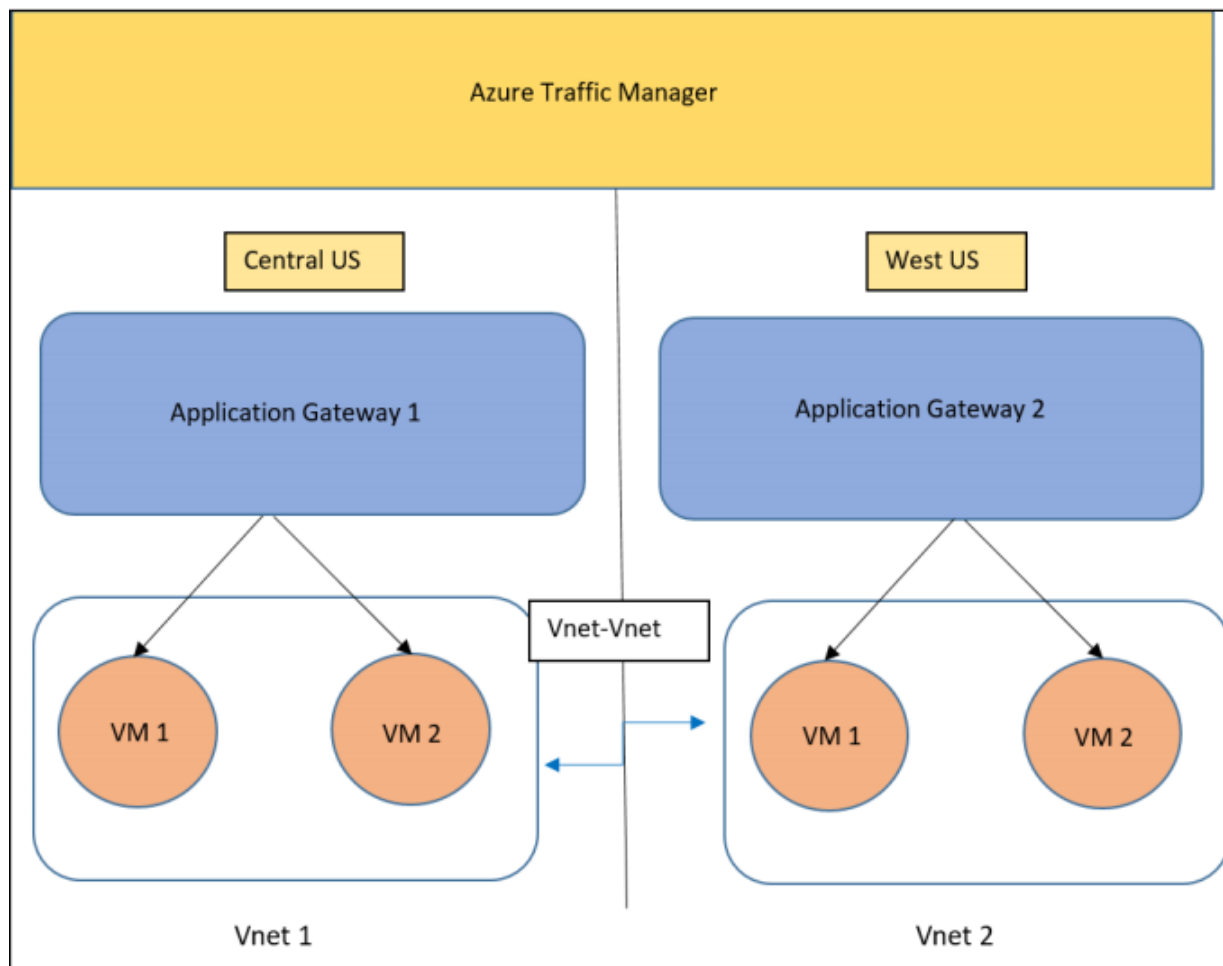 Azure Traffic Manager
Central US
West US
Application Gateway 1
Application Gateway 2
Vnet-Vnet
VM 1
VM 2
VM 1
VM 2
Vnet 1
Vnet 2